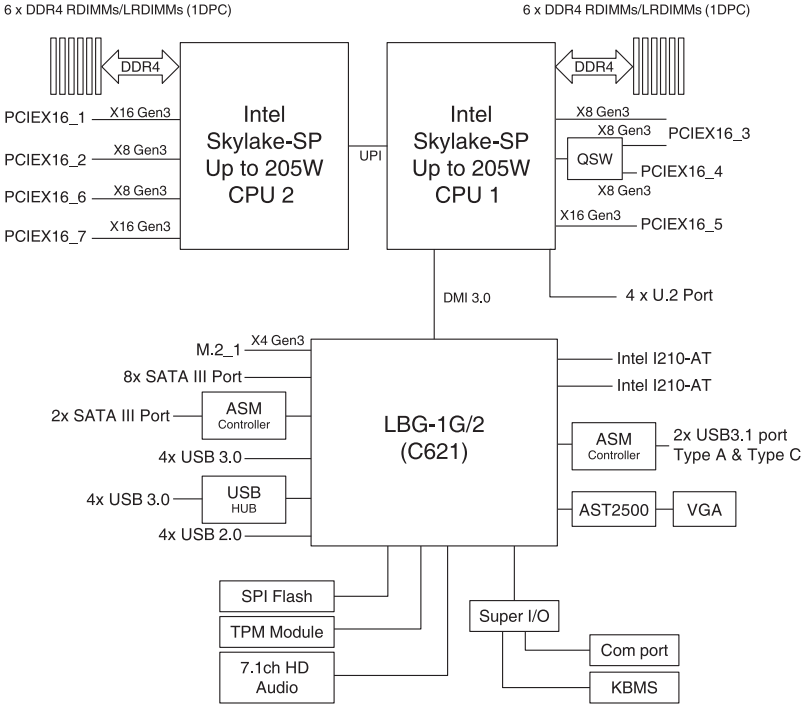 6 x DDR4 RDIMMs/LRDIMMs (1DPC)
6 x DDR4 RDIMMs/LRDIMMs (1DPC)
DDR4
DDR4
Intel
Skylake-SP
Up to 205W
CPU 2
Intel
Skylake-SP
Up to 205W
CPU 1
UPI
PCIEX16_1
X16 Gen3
PCIEX16_2
X8 Gen3
PCIEX16_6
X8 Gen3
PCIEX16_7
X16 Gen3
X8 Gen3
X8 Gen3
PCIEX16_3
QSW
PCIEX16_4
X8 Gen3
X16 Gen3
PCIEX16_5
DMI 3.0
4 x U.2 Port
M.2_1
X4 Gen3
8x SATA III Port
2x SATA III Port
ASM
Controller
4x USB 3.0
4x USB 3.0
USB
HUB
4x USB 2.0
LBG-1G/2
(C621)
Intel I210-AT
Intel I210-AT
ASM
Controller
2x USB3.1 port
Type A & Type C
AST2500
VGA
SPI Flash
TPM Module
7.1ch HD
Audio
Super I/O
Com port
KBMS